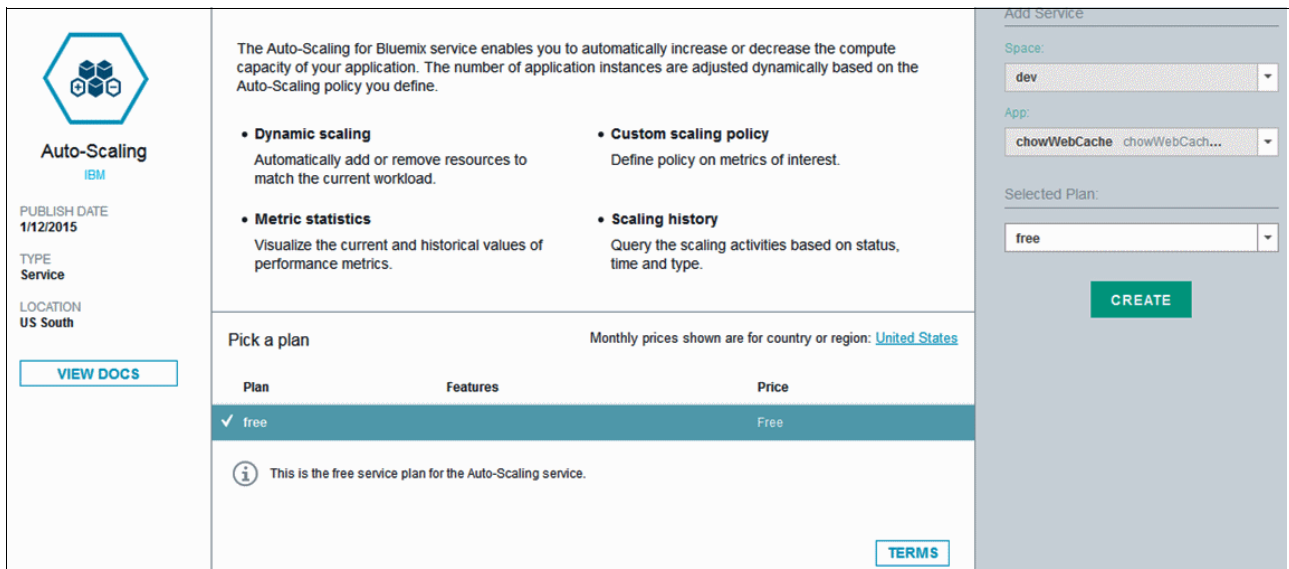 Auto-Scaling
IBM
PUBLISH DATE
1/12/2015
TYPE
Service
LOCATION
US South
VIEW DOCS
The Auto-Scaling for Bluemix service enables you to automatically increase or decrease the compute
capacity of your application. The number of application instances are adjusted dynamically based on the
Auto-Scaling policy you define.
• Dynamic scaling
Automatically add or remove resources to
match the current workload.
• Custom scaling policy
Define policy on metrics of interest.
• Metric statistics
Visualize the current and historical values of
performance metrics.
• Scaling history
Query the scaling activities based on status,
time and type.
Pick a plan
Monthly prices shown are for country or region: United States
Plan Features Price
free Free
This is the free service plan for the Auto-Scaling service.
TERMS
Add Service
Space:
dev
App:
chowWebCache chowWebCach...
Selected Plan:
free
CREATE